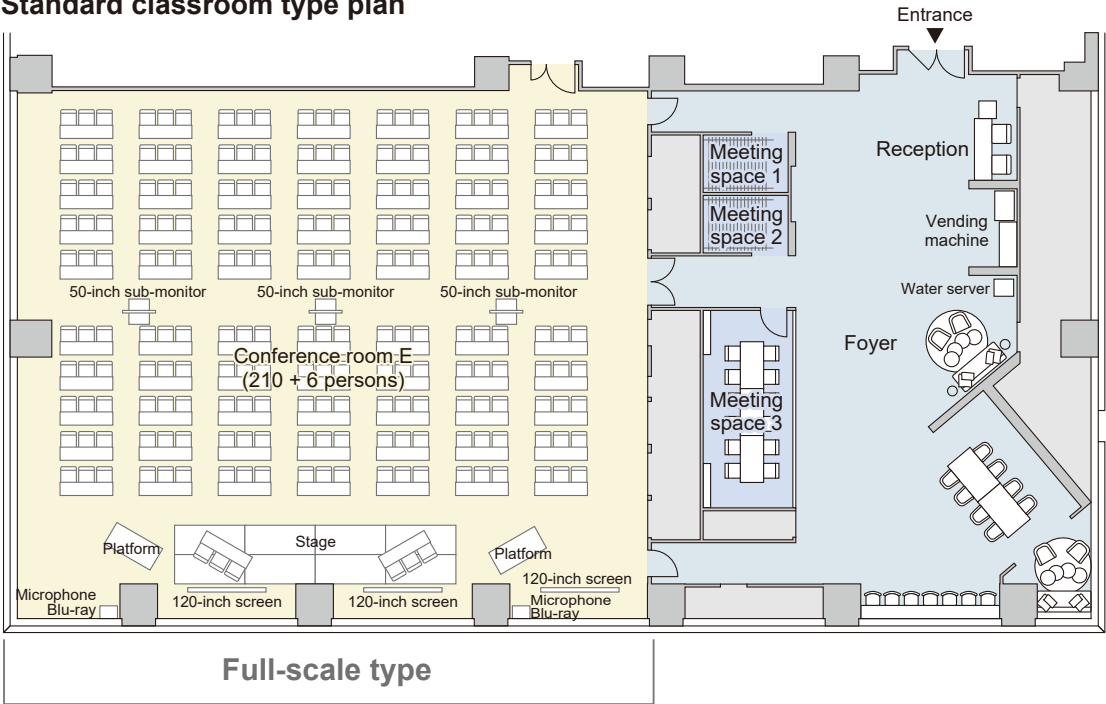 Standard classroom type plan
Entrance
Reception
Meeting
space 1
Meeting
space 2
Vending
machine
Water server
50-inch sub-monitor
50-inch sub-monitor
50-inch sub-monitor
Foyer
Conference room E
(210 + 6 persons)
Meeting
space 3
Platform
Stage
Platform
120-inch screen
Microphone
Blu-ray
120-inch screen
120-inch screen
Microphone
Blu-ray
Full-scale type